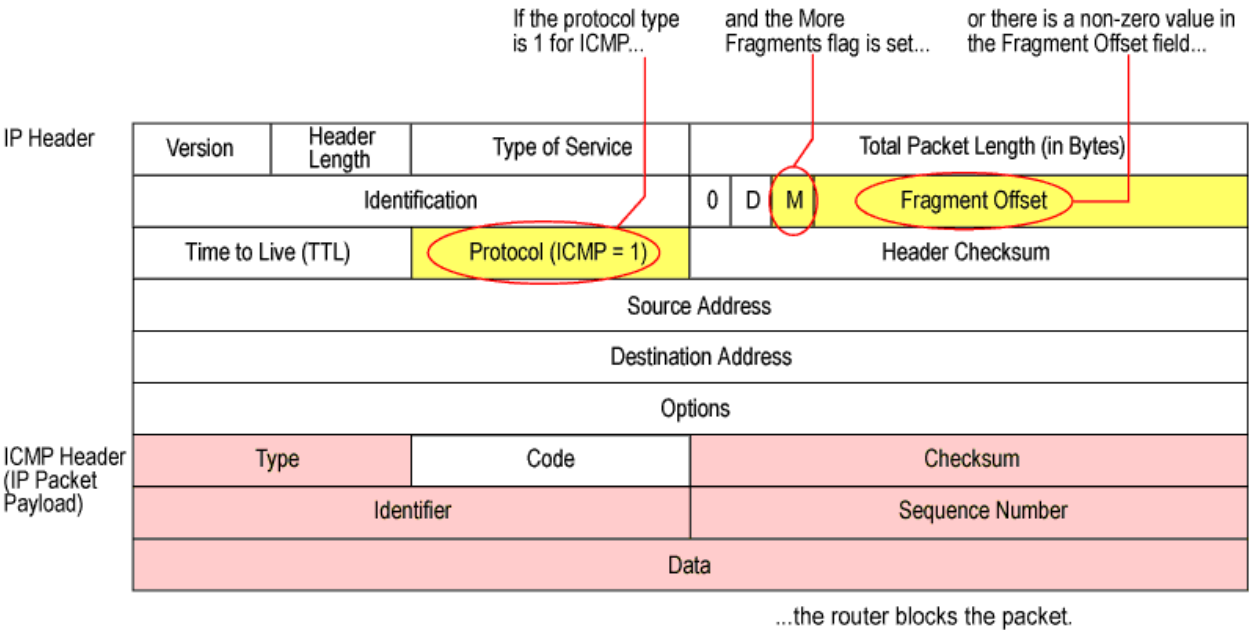 If the protocol type
is 1 for ICMP...
and the More
Fragments flag is set...
or there is a non-zero value in
the Fragment Offset field...
IP Header
Version
Header
Length
Type of Service
Total Packet Length (in Bytes)
Identification
0
D
M
Fragment Offset
Time to Live (TTL)
Protocol (ICMP = 1)
Header Checksum
Source Address
Destination Address
Options
ICMP Header
(IP Packet
Payload)
Type
Code
Checksum
Identifier
Sequence Number
Data
...the router blocks the packet.